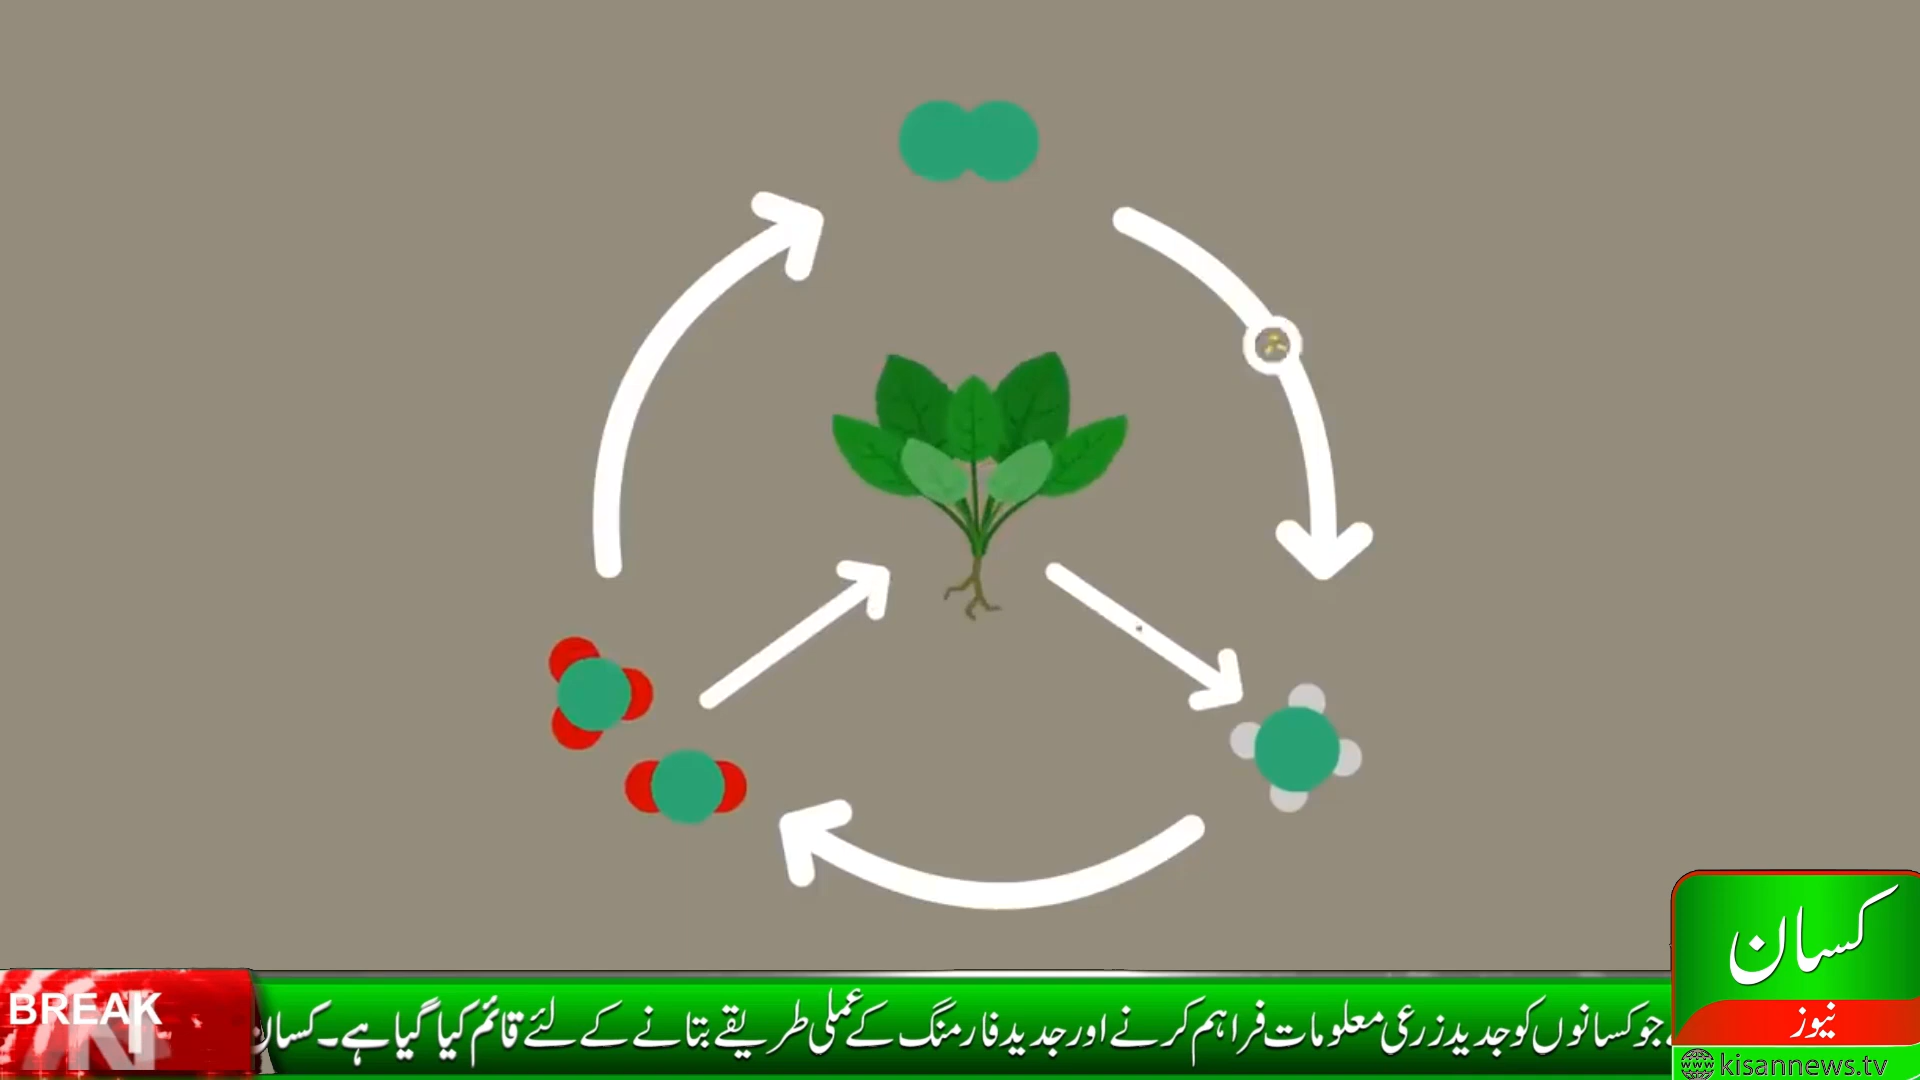 کسان
نیوز
BREAK
جو کسانوں کو جدید زرعی معلومات فراہم کرنے اور جدید فارمنگ کے عملی طریقے بتانے کے لئے قائم کیا گیا ہے۔ کسان
kisannews.tv